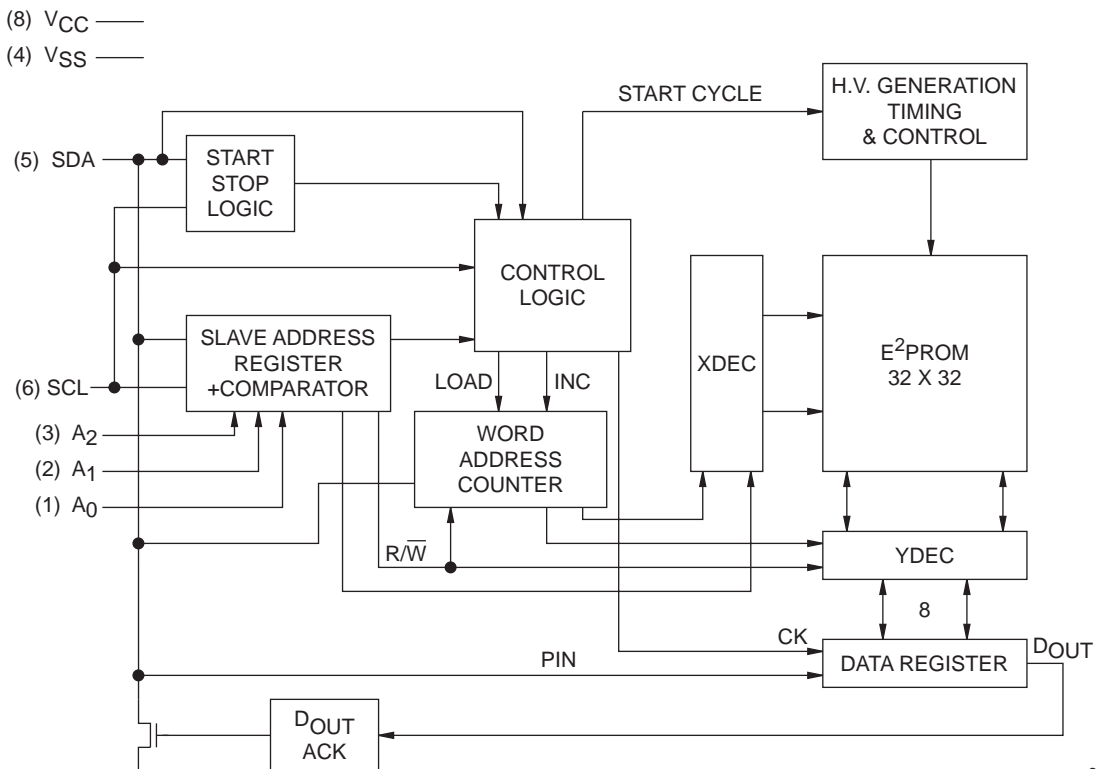 (8) VCC
(4) VSS
START CYCLE
H.V. GENERATION
TIMING
& CONTROL
(5) SDA
START
STOP
LOGIC
CONTROL
LOGIC
SLAVE ADDRESS
REGISTER
+COMPARATOR
XDEC
E²PROM
32 X 32
(6) SCL
LOAD
INC
(3) A2
(2) A1
(1) A0
WORD
ADDRESS
COUNTER
R/W̅
YDEC
8
CK
DOUT
PIN
DATA REGISTER
DOUT
ACK